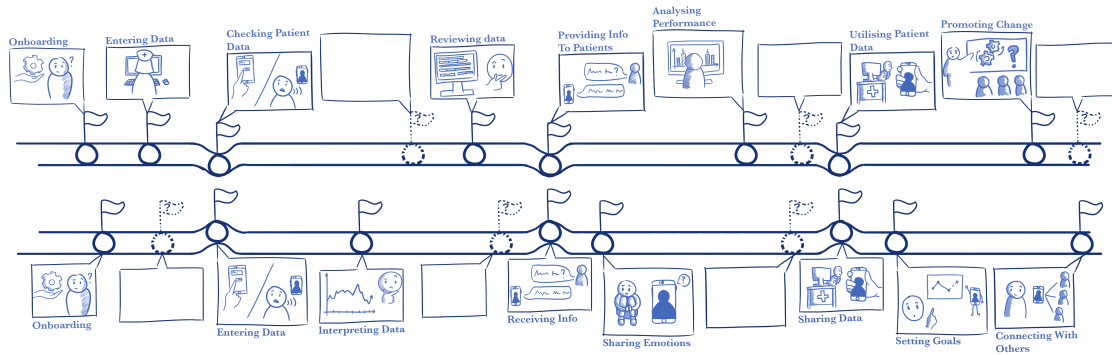 Onboarding
Entering Data
Checking Patient
Data
Reviewing data
Providing Info
To Patients
Analysing
Performance
Utilising Patient
Data
Promoting Change
?
?
?
?
?
?
?
?
?
?
Onboarding
Entering Data
Interpreting Data
Receiving Info
Sharing Emotions
Sharing Data
Setting Goals
Connecting With
Others